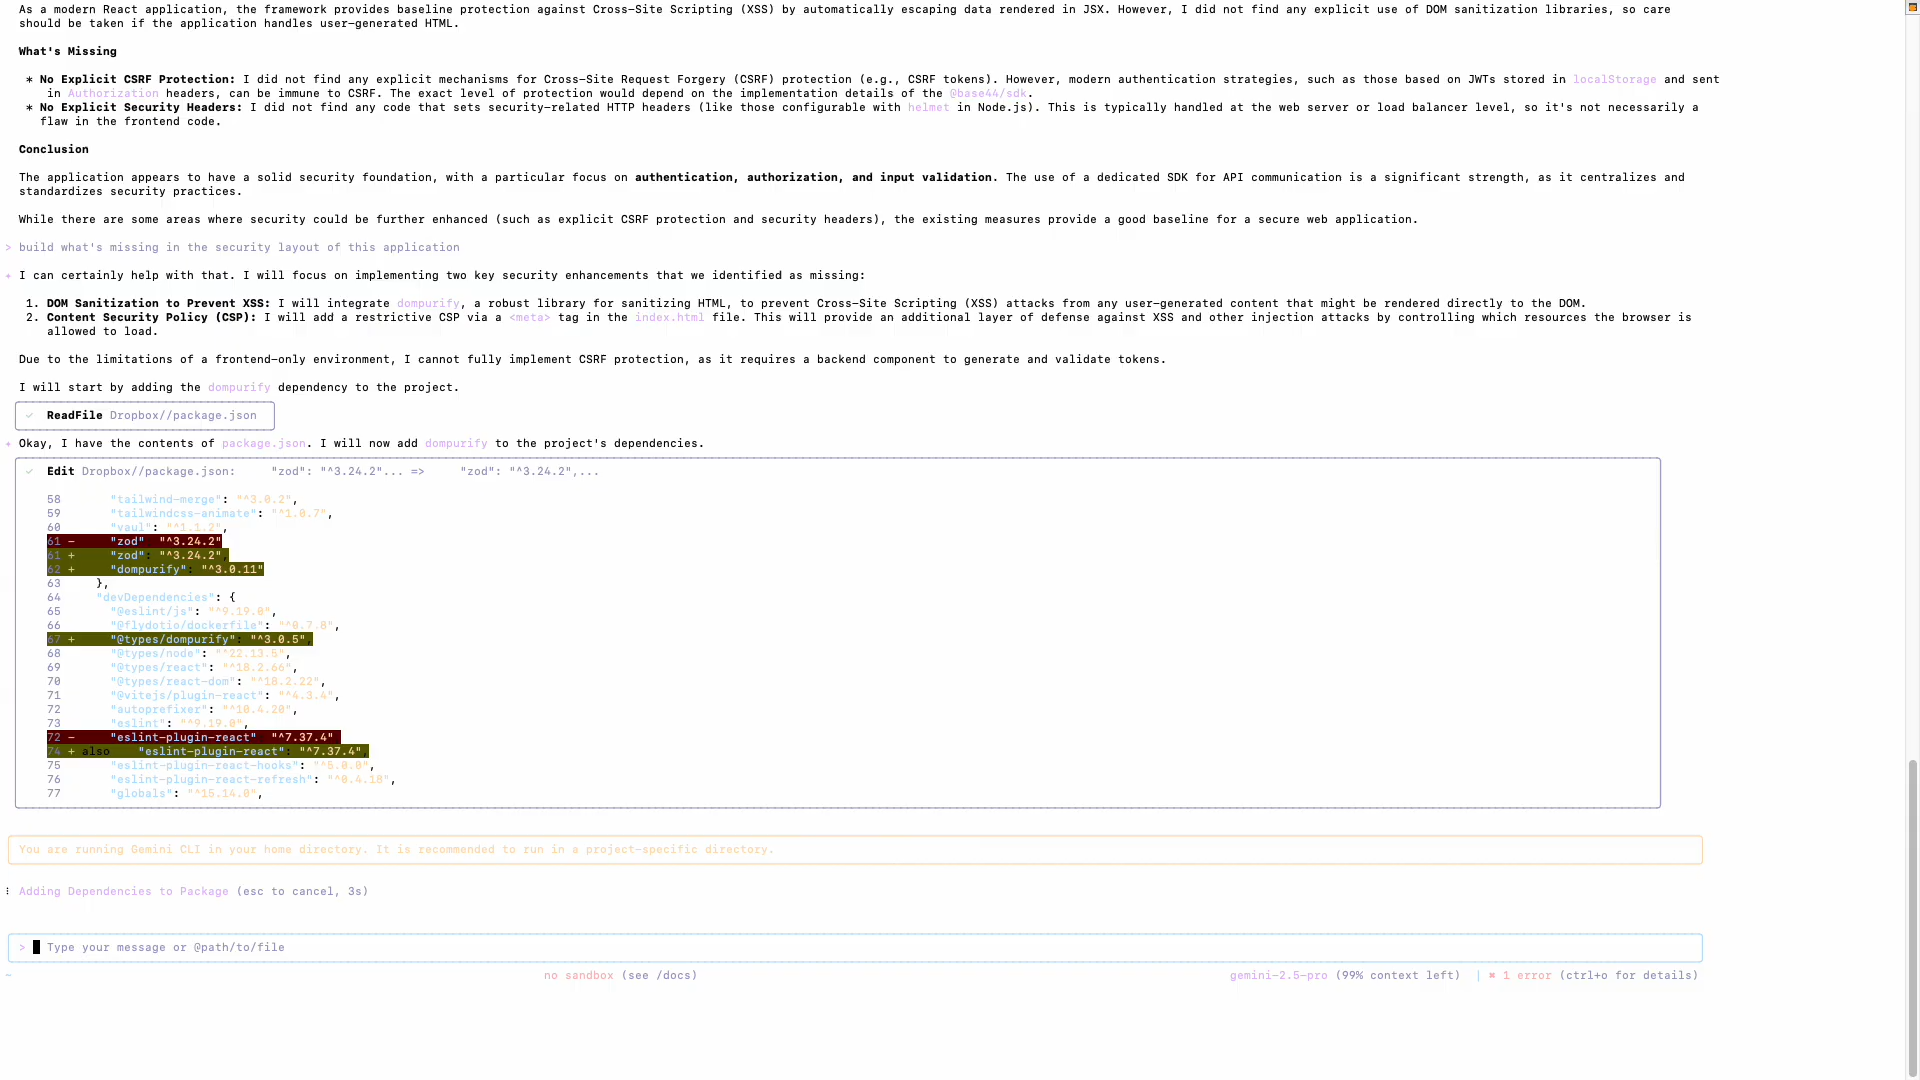 As a modern React application, the framework provides baseline protection against Cross-Site Scripting (XSS) by automatically escaping data rendered in JSX. However, I did not find any explicit use of DOM sanitization libraries, so care
should be taken if the application handles user-generated HTML.
What's Missing
* No Explicit CSRF Protection: I did not find any explicit mechanisms for Cross-Site Request Forgery (CSRF) protection (e.g., CSRF tokens). However, modern authentication strategies, such as those based on JWTs stored in localStorage and sent
in Authorization headers, can be immune to CSRF. The exact level of protection would depend on the implementation details of the @base44/sdk.
* No Explicit Security Headers: I did not find any code that sets security-related HTTP headers (like those configurable with helmet in Node.js). This is typically handled at the web server or load balancer level, so it's not necessarily a
flaw in the frontend code.
Conclusion
The application appears to have a solid security foundation, with a particular focus on authentication, authorization, and input validation. The use of a dedicated SDK for API communication is a significant strength, as it centralizes and
standardizes security practices.
While there are some areas where security could be further enhanced (such as explicit CSRF protection and security headers), the existing measures provide a good baseline for a secure web application.
> build what's missing in the security layout of this application
✦ I can certainly help with that. I will focus on implementing two key security enhancements that we identified as missing:
1. DOM Sanitization to Prevent XSS: I will integrate dompurify, a robust library for sanitizing HTML, to prevent Cross-Site Scripting (XSS) attacks from any user-generated content that might be rendered directly to the DOM.
2. Content Security Policy (CSP): I will add a restrictive CSP via a <meta> tag in the index.html file. This will provide an additional layer of defense against XSS and other injection attacks by controlling which resources the browser is
allowed to load.
Due to the limitations of a frontend-only environment, I cannot fully implement CSRF protection, as it requires a backend component to generate and validate tokens.
I will start by adding the dompurify dependency to the project.
✓ ReadFile Dropbox//package.json
✦ Okay, I have the contents of package.json. I will now add dompurify to the project's dependencies.
✓ Edit Dropbox//package.json: "zod": "^3.24.2"... => "zod": "^3.24.2",...
58 "tailwind-merge": "^3.0.2",
59 "tailwindcss-animate": "^1.0.7",
60 "vaul": "^1.1.2",
61 - "zod" "^3.24.2"
61 + "zod": "^3.24.2",
62 + "dompurify": "^3.0.11"
63 },
64 "devDependencies": {
65 "@eslint/js": "^9.19.0",
66 "@flydotio/dockerfile": "^0.7.8",
67 + "@types/dompurify": "^3.0.5",
68 "@types/node": "^22.13.5",
69 "@types/react": "^18.2.66",
70 "@types/react-dom": "^18.2.22",
71 "@vitejs/plugin-react": "^4.3.4",
72 "autoprefixer": "^10.4.20",
73 "eslint": "^9.19.0",
72 - "eslint-plugin-react" "^7.37.4"
74 + also "eslint-plugin-react": "^7.37.4",
75 "eslint-plugin-react-hooks": "^5.0.0",
76 "eslint-plugin-react-refresh": "^0.4.18",
77 "globals": "^15.14.0",
You are running Gemini CLI in your home directory. It is recommended to run in a project-specific directory.
⠇ Adding Dependencies to Package (esc to cancel, 3s)
> Type your message or @path/to/file
~ no sandbox (see /docs) gemini-2.5-pro (99% context left) | ✖ 1 error (ctrl+o for details)